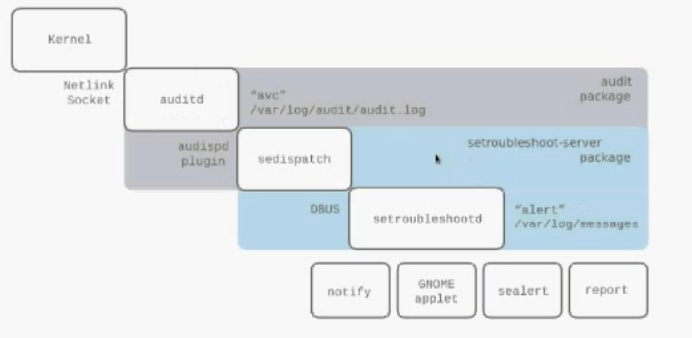 Kernel
Netlink
Socket
auditd
"avc"
/var/log/audit/audit.log
audit
package
audispd
plugin
sedispatch
setroubleshoot-server
package
DBUS
setroubleshootd
"alert"
/var/log/messages
notify
GNOME
applet
sealert
report